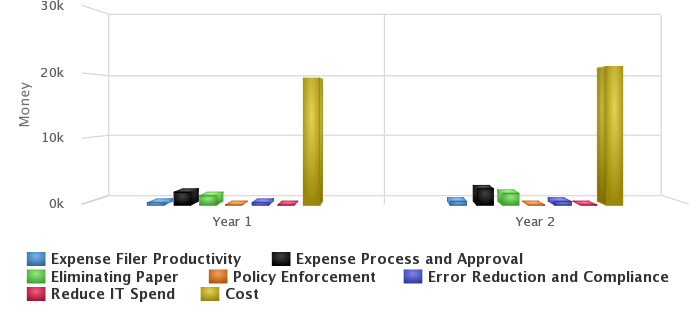 30k
20k
10k
0k
Money
Year 1
Year 2
Expense Filer Productivity
Expense Process and Approval
Eliminating Paper
Policy Enforcement
Error Reduction and Compliance
Reduce IT Spend
Cost